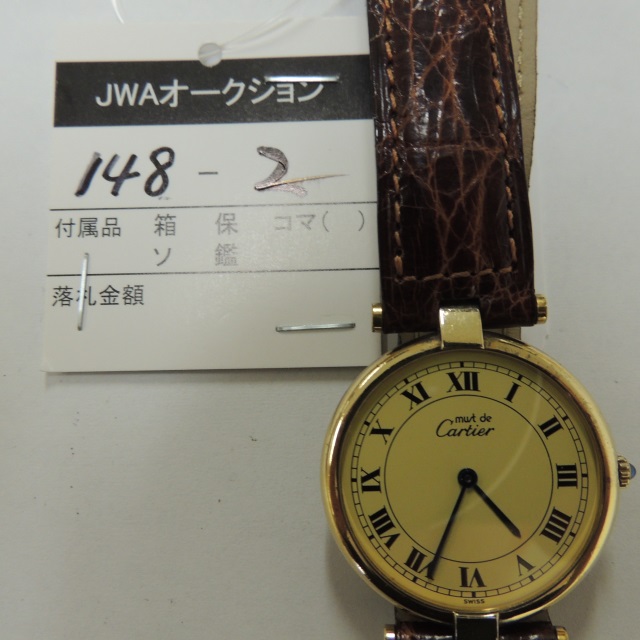 JWAオークション
148 - 2
付属品 箱 保 コマ( )
ソ 鑑
落札金額
must de
Cartier
XII
I
II
III
IIII
V
VI
VII
VIII
IX
X
XI
SWISS